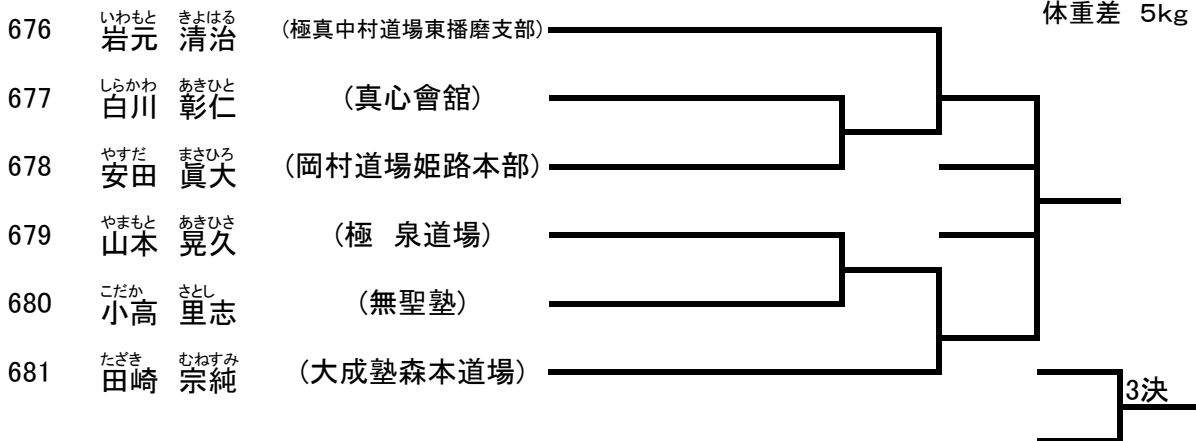 体重差 5kg
いわもと きよはる
676 岩元 清治 (極真中村道場東播磨支部)
しらかわ あきひと
677 白川 彰仁 (真心會舘)
やすだ まさひろ
678 安田 眞大 (岡村道場姫路本部)
やまもと あきひさ
679 山本 晃久 (極 泉道場)
こだか さとし
680 小高 里志 (無聖塾)
たざき むねすみ
681 田崎 宗純 (大成塾森本道場)
3決